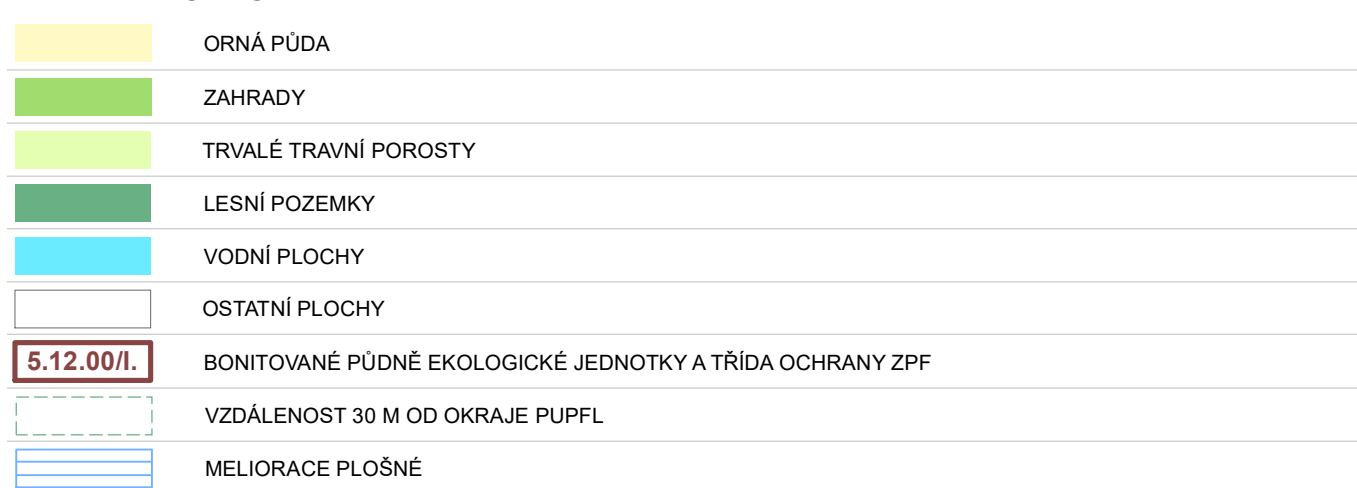 ORNÁ PŮDA
ZAHRADY
TRVALÉ TRAVNÍ POROSTY
LESNÍ POZEMKY
VODNÍ PLOCHY
OSTATNÍ PLOCHY
5.12.00/I. BONITOVANÉ PŮDNĚ EKOLOGICKÉ JEDNOTKY A TŘÍDA OCHRANY ZPF
VZDÁLENOST 30 M OD OKRAJE PUPFL
MELIORACE PLOŠNÉ